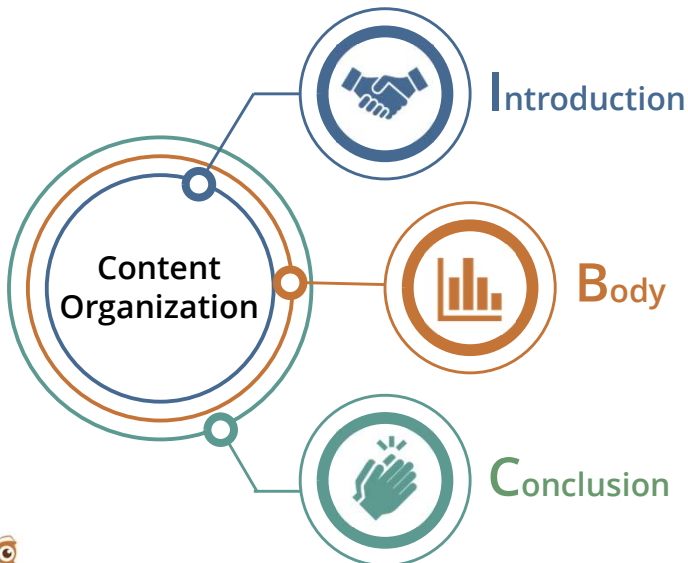 Introduction
Content
Organization
Body
Conclusion